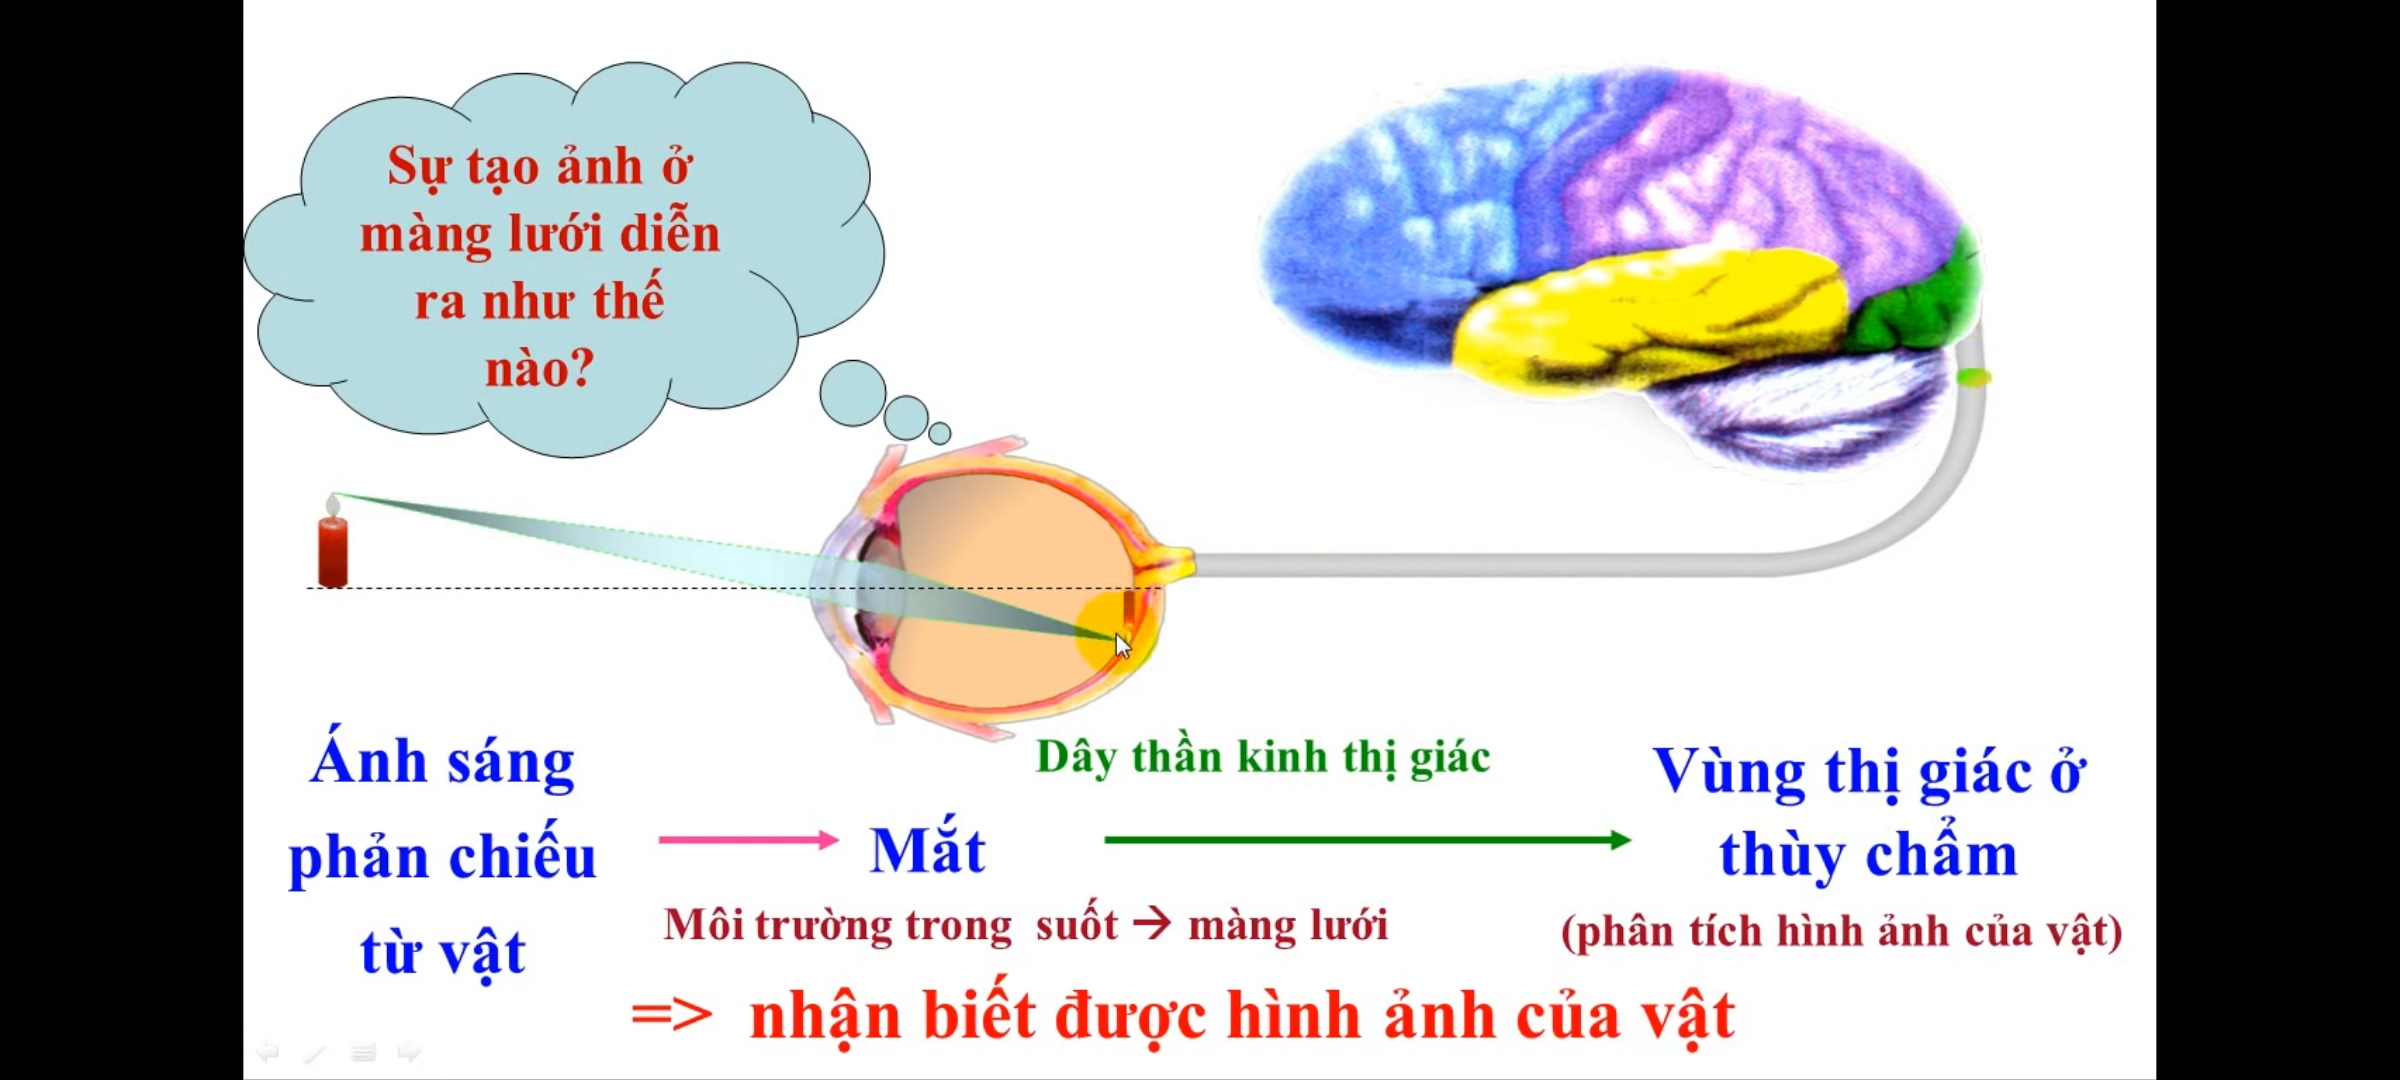 Sự tạo ảnh ở
màng lưới diễn
ra như thế
nào?
Ánh sáng
phản chiếu
từ vật
Mắt
Dây thần kinh thị giác
Vùng thị giác ở
thùy chẩm
Môi trường trong suốt → màng lưới
(phân tích hình ảnh của vật)
=> nhận biết được hình ảnh của vật